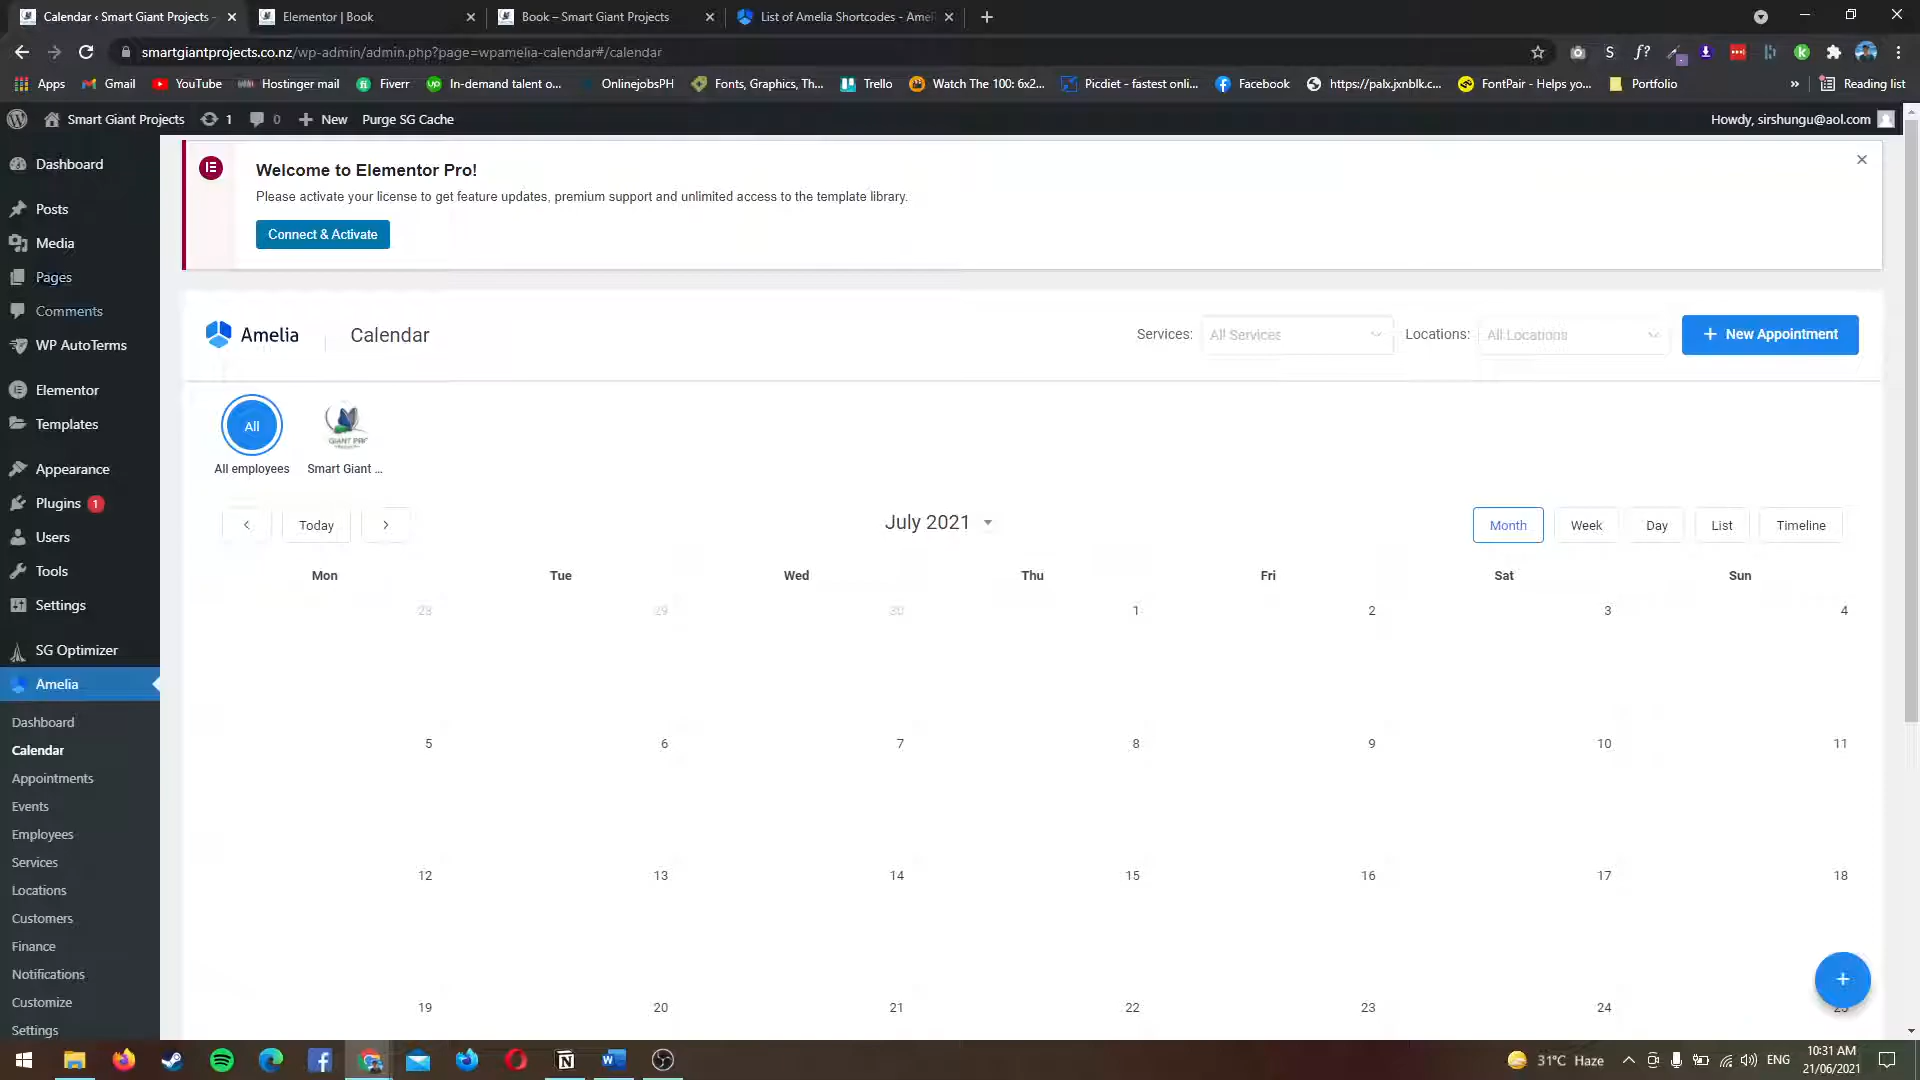 Calendar ‹ Smart Giant Projects -
Elementor | Book
Book – Smart Giant Projects
List of Amelia Shortcodes - Amel
smartgiantprojects.co.nz/wp-admin/admin.php?page=wpamelia-calendar#/calendar
Apps
Gmail
YouTube
Hostinger mail
Fiverr
In-demand talent o...
OnlinejobsPH
Fonts, Graphics, Th...
Trello
Watch The 100: 6x2...
Picdiet - fastest onli...
Facebook
https://palx.jxnblk.c...
FontPair - Helps yo...
Portfolio
»
Reading list
Smart Giant Projects
1
0
New
Purge SG Cache
Howdy, sirshungu@aol.com
Dashboard
Posts
Media
Pages
Comments
WP AutoTerms
Elementor
Templates
Appearance
Plugins 1
Users
Tools
Settings
SG Optimizer
Amelia
Dashboard
Calendar
Appointments
Events
Employees
Services
Locations
Customers
Finance
Notifications
Customize
Settings
Welcome to Elementor Pro!
Please activate your license to get feature updates, premium support and unlimited access to the template library.
Connect & Activate
Amelia
Calendar
Services:
All Services
Locations:
All Locations
+ New Appointment
All
All employees
Smart Giant ...
Today
July 2021
Month
Week
Day
List
Timeline
Mon Tue Wed Thu Fri Sat Sun
28 29 30 1 2 3 4
5 6 7 8 9 10 11
12 13 14 15 16 17 18
19 20 21 22 23 24 25
31°C Haze
ENG
10:31 AM
21/06/2021